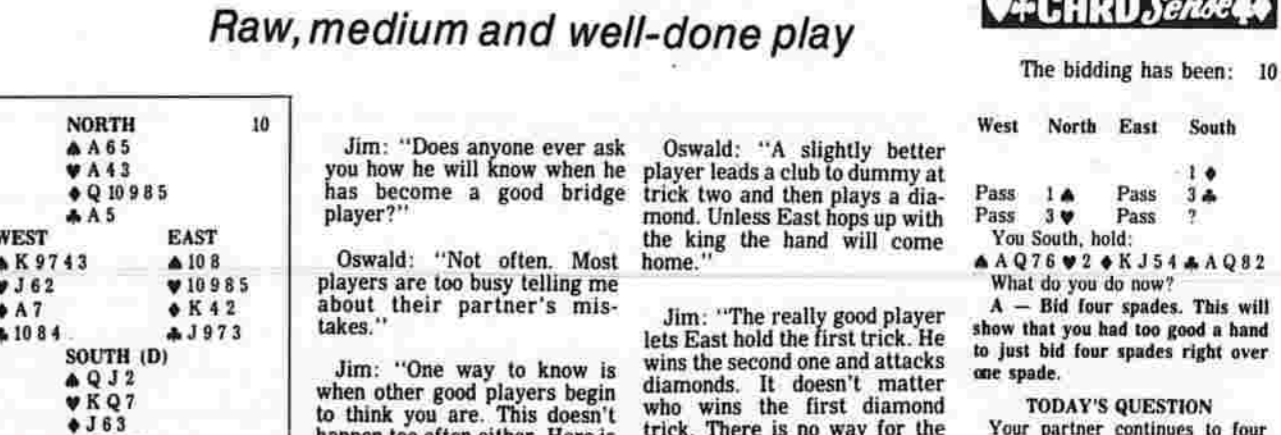 Raw, medium and well-done play
NORTH 10
♠ A 6 5
♥ A 4 3
♦ Q 10 9 8 5
♣ A 5
WEST EAST
♠ K 9 7 4 3 ♠ 10 8
♥ J 6 2 ♥ 10 9 8 5
♦ A 7 ♦ K 4 2
♣ 10 8 4 ♣ J 9 7 3
SOUTH (D)
♠ Q J 2
♥ K Q 7
♦ J 6 3
Jim: "Does anyone ever ask
you how he will know when he
has become a good bridge
player?"
Oswald: "Not often. Most
players are too busy telling me
about their partner's mis-
takes."
Jim: "One way to know is
when other good players begin
to think you are. This doesn't
happen too often either. Here is
Oswald: "A slightly better
player leads a club to dummy at
trick two and then plays a dia-
mond. Unless East hops up with
the king the hand will come
home."
Jim: "The really good player
lets East hold the first trick. He
wins the second one and attacks
diamonds. It doesn't matter
who wins the first diamond
trick. There is no way for the
♥♣CARD Sense♣♦
The bidding has been: 10
West North East South
1 ♦
Pass 1 ♠ Pass 3 ♣
Pass 3 ♥ Pass ?
You South, hold:
♠ A Q 7 6 ♥ 2 ♦ K J 5 4 ♣ A Q 8 2
What do you do now?
A — Bid four spades. This will
show that you had too good a hand
to just bid four spades right over
one spade.
TODAY'S QUESTION
Your partner continues to four